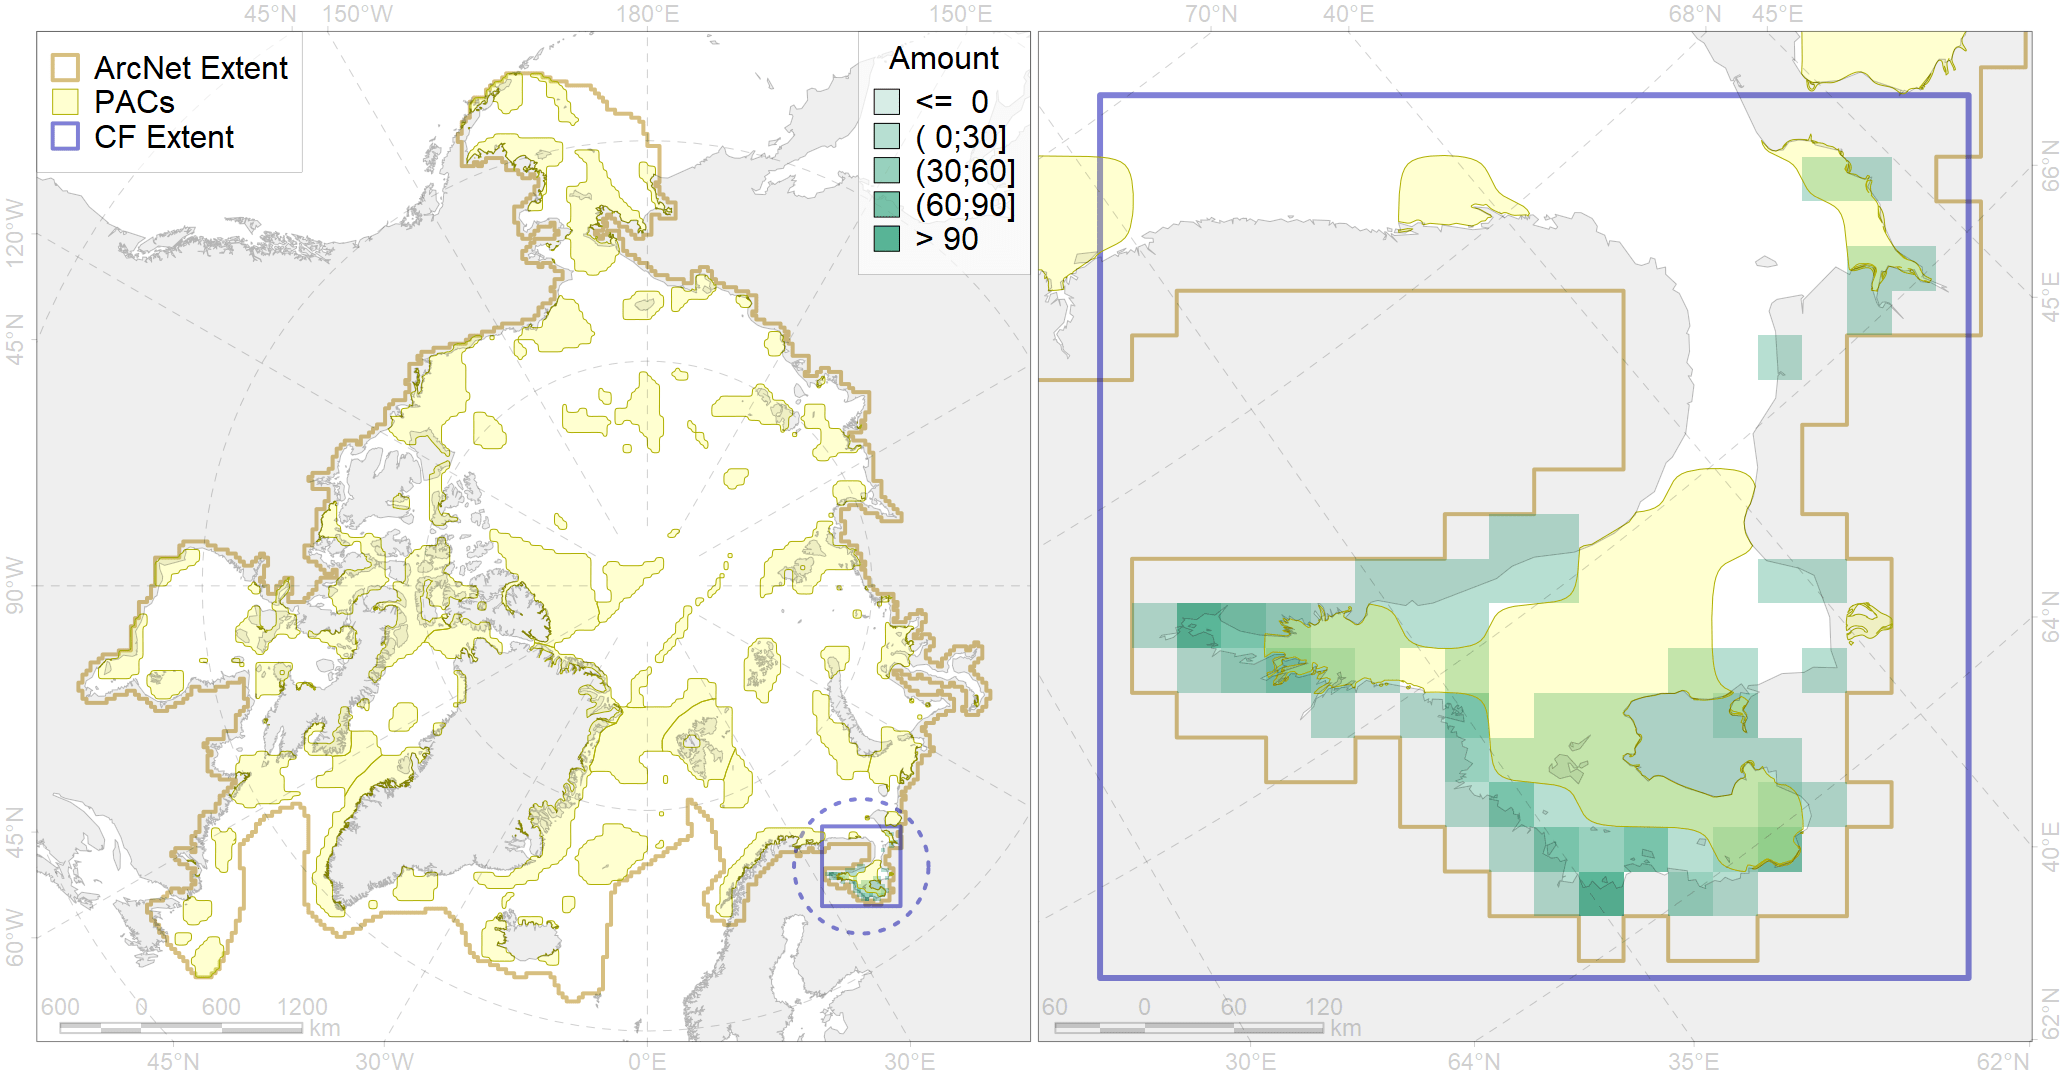 45°N 150°W 180°E 150°E 70°N 40°E 68°N 45°E
ArcNet Extent
PACs
CF Extent
Amount
<= 0
( 0;30]
(30;60]
(60;90]
> 90
120°W
45°N
90°W
45°N
60°W
66°N
45°E
64°N
40°E
62°N
600 0 600 1200
km
60 0 60 120
km
45°N 30°W 0°E 30°E 30°E 64°N 35°E 62°N